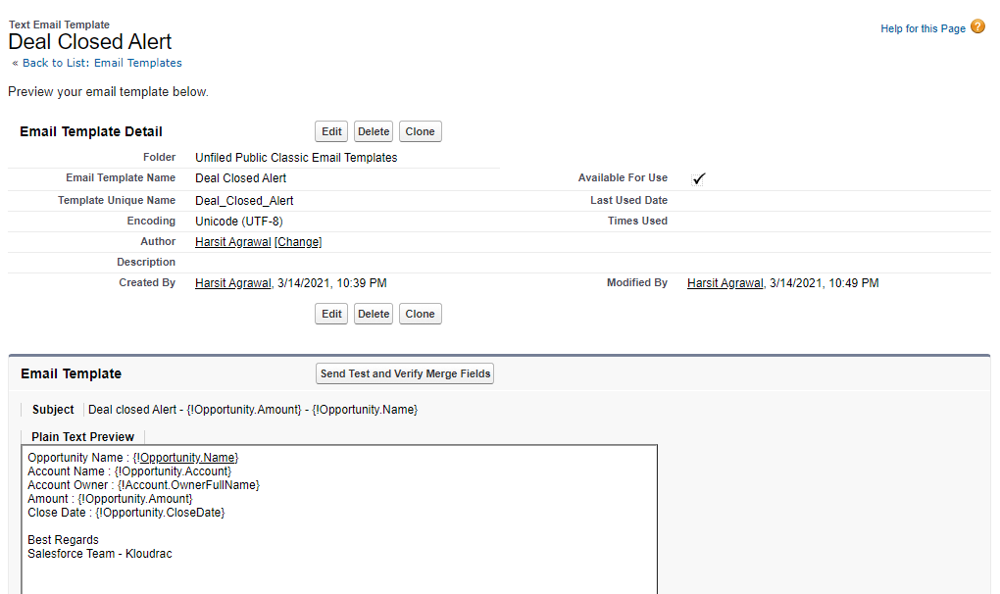 Text Email Template
Deal Closed Alert
« Back to List: Email Templates
Help for this Page ?
Preview your email template below.
Email Template Detail Edit Delete Clone
Folder Unfiled Public Classic Email Templates
Email Template Name Deal Closed Alert Available For Use ✓
Template Unique Name Deal_Closed_Alert Last Used Date
Encoding Unicode (UTF-8) Times Used
Author Harsit Agrawal [Change]
Description
Created By Harsit Agrawal, 3/14/2021, 10:39 PM Modified By Harsit Agrawal, 3/14/2021, 10:49 PM
Edit Delete Clone
Email Template Send Test and Verify Merge Fields
Subject Deal closed Alert - {!Opportunity.Amount} - {!Opportunity.Name}
Plain Text Preview
Opportunity Name : {!Opportunity.Name}
Account Name : {!Opportunity.Account}
Account Owner : {!Account.OwnerFullName}
Amount : {!Opportunity.Amount}
Close Date : {!Opportunity.CloseDate}
Best Regards
Salesforce Team - Kloudrac